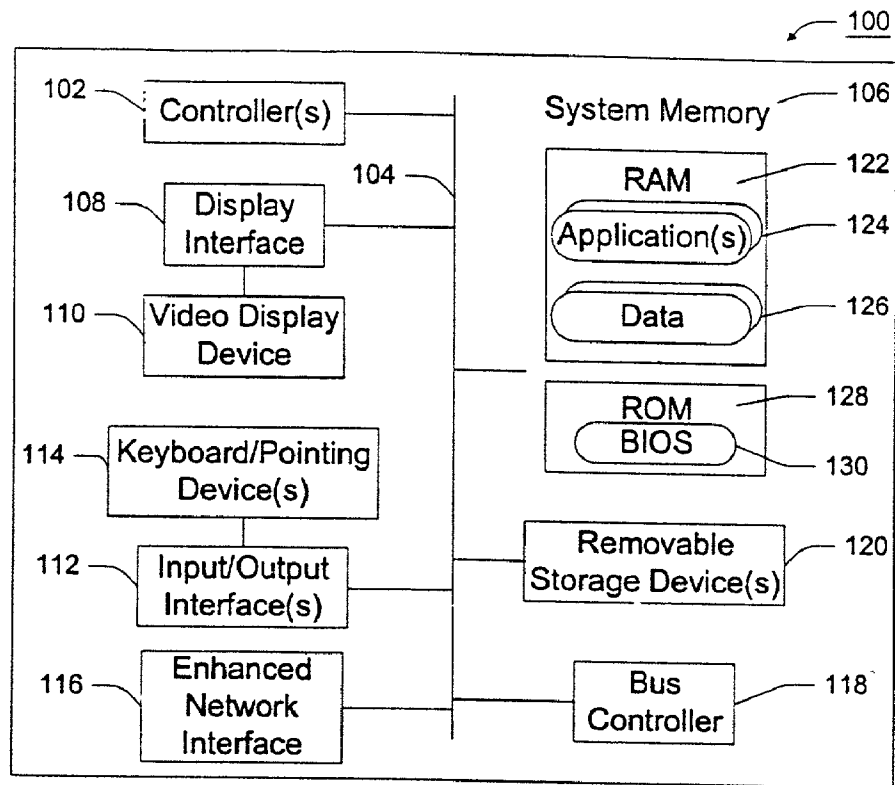 100
102
Controller(s)
System Memory
106
104
RAM
122
108
Display
Interface
Application(s)
124
110
Video Display
Device
Data
126
ROM
128
BIOS
130
114
Keyboard/Pointing
Device(s)
112
Input/Output
Interface(s)
Removable
Storage Device(s)
120
116
Enhanced
Network
Interface
Bus
Controller
118